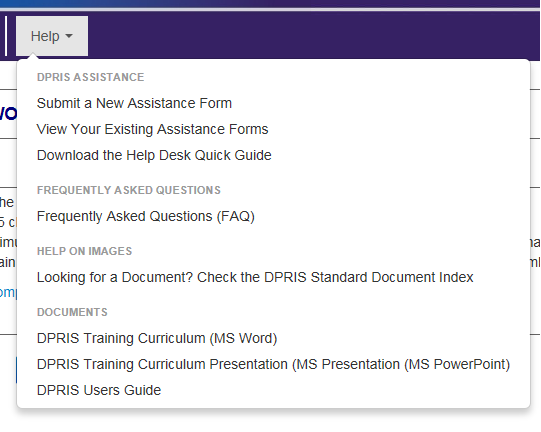 Help
DPRIS ASSISTANCE
Submit a New Assistance Form
View Your Existing Assistance Forms
Download the Help Desk Quick Guide
FREQUENTLY ASKED QUESTIONS
Frequently Asked Questions (FAQ)
HELP ON IMAGES
Looking for a Document? Check the DPRIS Standard Document Index
DOCUMENTS
DPRIS Training Curriculum (MS Word)
DPRIS Training Curriculum Presentation (MS Presentation (MS PowerPoint)
DPRIS Users Guide